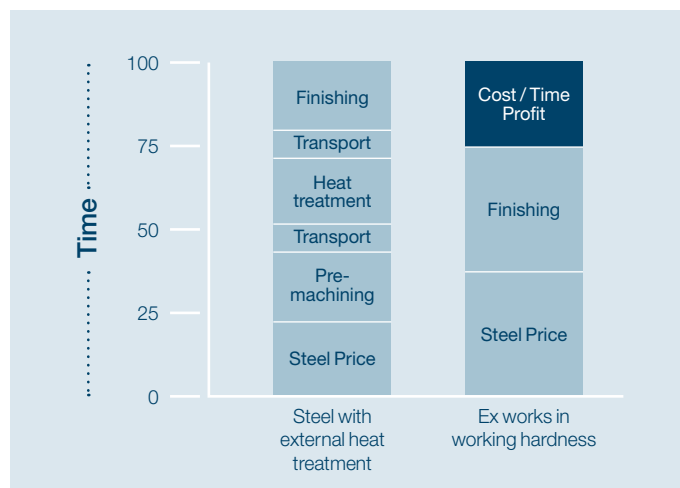 Time
100
75
50
25
0
Finishing
Transport
Heat
treatment
Transport
Pre-
machining
Steel Price
Cost / Time
Profit
Finishing
Steel Price
Steel with
external heat
treatment
Ex works in
working hardness